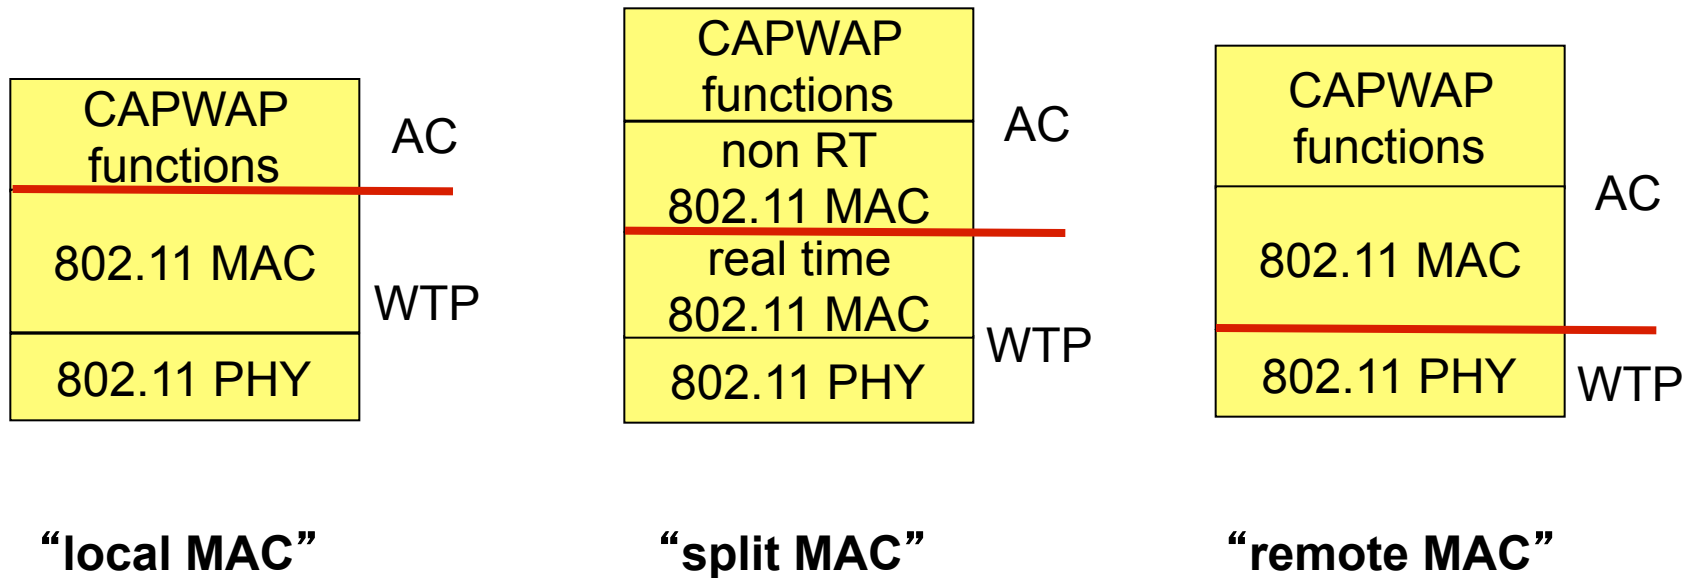 CAPWAP
functions
AC
802.11 MAC
WTP
802.11 PHY
“local MAC”
CAPWAP
functions
AC
non RT
802.11 MAC
real time
802.11 MAC
WTP
802.11 PHY
“split MAC”
CAPWAP
functions
AC
802.11 MAC
802.11 PHY
WTP
“remote MAC”